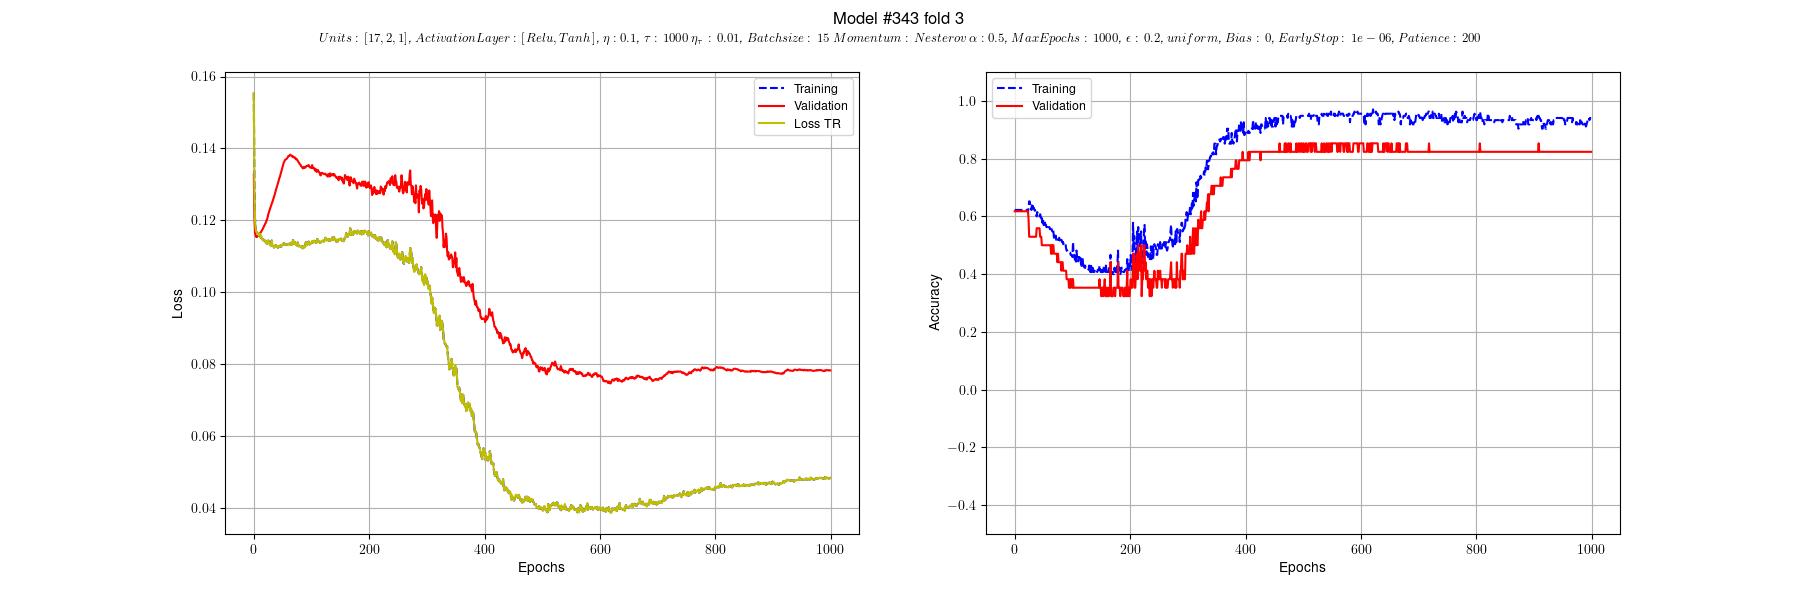 Model #343 fold 3
Units : [17, 2, 1], ActivationLayer : [Relu, Tanh], η : 0.1, τ : 1000 ητ : 0.01, Batchsize : 15 Momentum : Nesterov α : 0.5, MaxEpochs : 1000, ϵ : 0.2, uniform, Bias : 0, EarlyStop : 1e − 06, Patience : 200
0.16
0.14
0.12
0.10
0.08
0.06
0.04
Loss
Training
Validation
Loss TR
0
200
400
600
800
1000
Epochs
1.0
0.8
0.6
0.4
0.2
0.0
−0.2
−0.4
Accuracy
Training
Validation
0
200
400
600
800
1000
Epochs